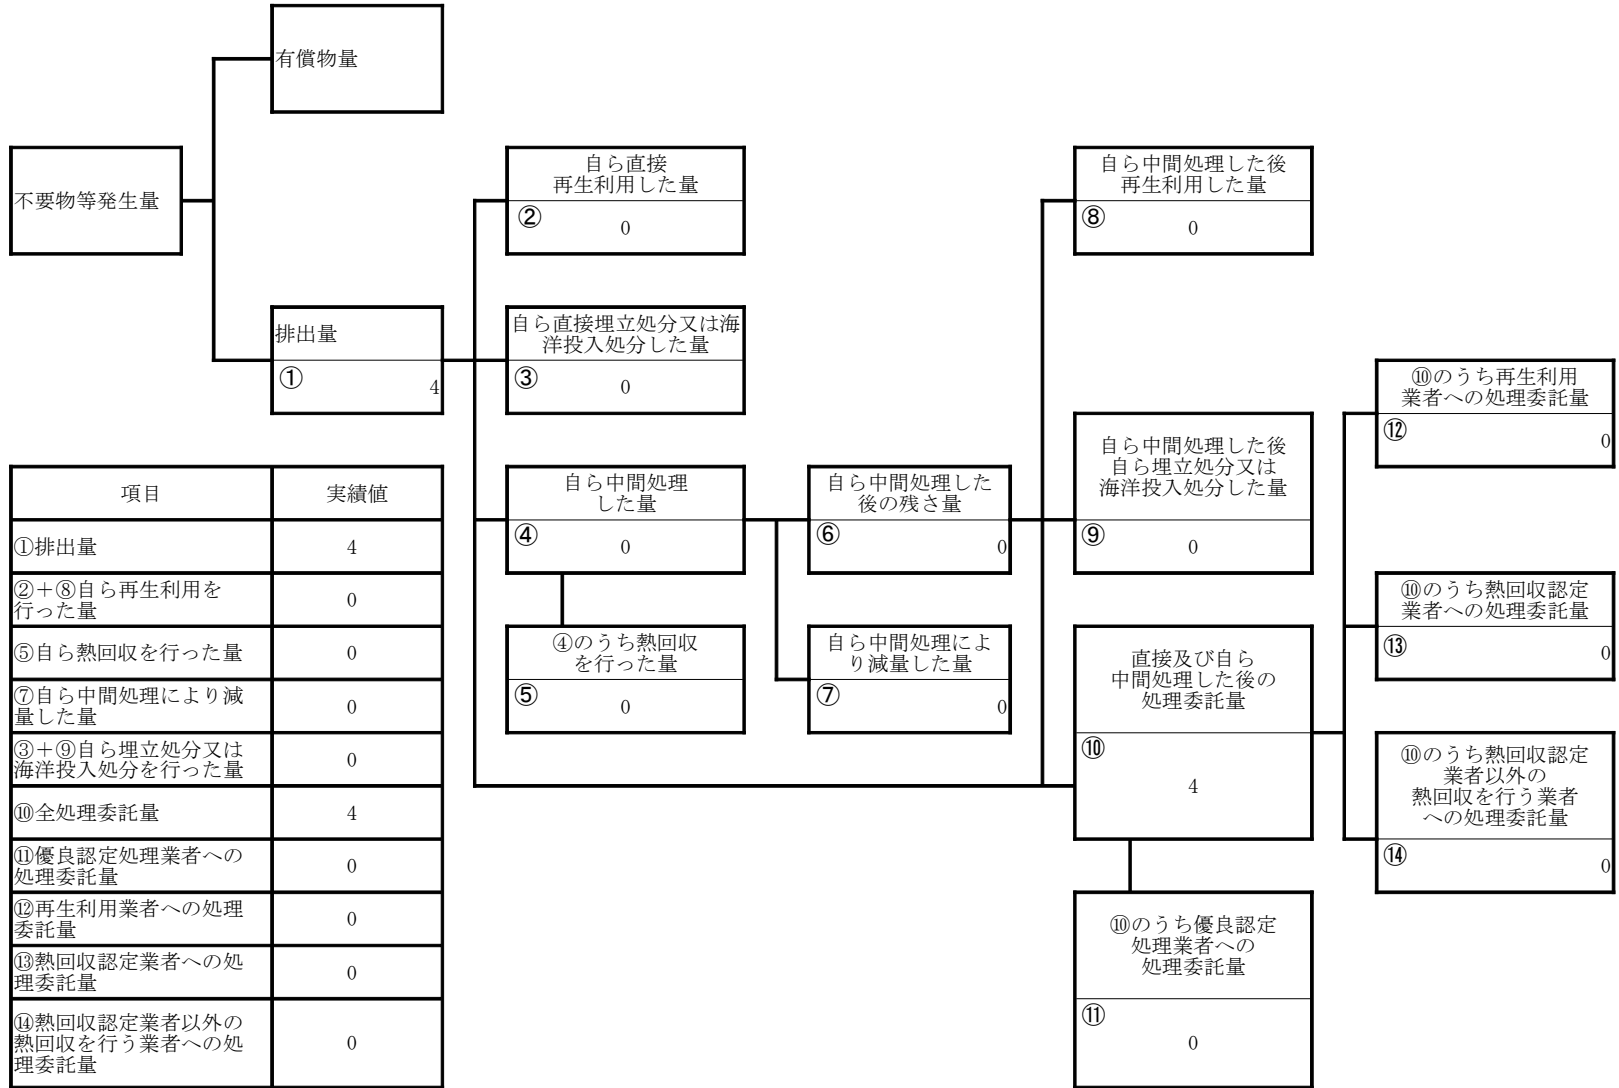 有償物量
不要物等発生量
排出量
①
4
自ら直接
再生利用した量
②
0
自ら直接埋立処分又は海
洋投入処分した量
③
0
自ら中間処理
した量
④
0
④のうち熱回収
を行った量
⑤
0
自ら中間処理した
後の残さ量
⑥
0
自ら中間処理によ
り減量した量
⑦
0
自ら中間処理した後
再生利用した量
⑧
0
自ら中間処理した後
自ら埋立処分又は
海洋投入処分した量
⑨
0
直接及び自ら
中間処理した後の
処理委託量
⑩
4
⑩のうち優良認定
処理業者への
処理委託量
⑪
0
⑩のうち再生利用
業者への処理委託量
⑫
0
⑩のうち熱回収認定
業者への処理委託量
⑬
0
⑩のうち熱回収認定
業者以外の
熱回収を行う業者
への処理委託量
⑭
0
項目 実績値
①排出量 4
②＋⑧自ら再生利用を
行った量 0
⑤自ら熱回収を行った量 0
⑦自ら中間処理により減
量した量 0
③＋⑨自ら埋立処分又は
海洋投入処分を行った量 0
⑩全処理委託量 4
⑪優良認定処理業者への
処理委託量 0
⑫再生利用業者への処理
委託量 0
⑬熱回収認定業者への処
理委託量 0
⑭熱回収認定業者以外の
熱回収を行う業者への処
理委託量 0